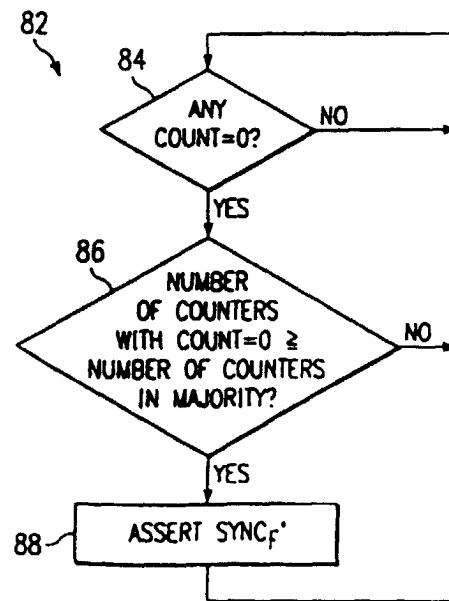 82
84
ANY
COUNT=0?
NO
YES
86
NUMBER
OF COUNTERS
WITH COUNT=0 ≧
NUMBER OF COUNTERS
IN MAJORITY?
NO
YES
88
ASSERT SYNCF'